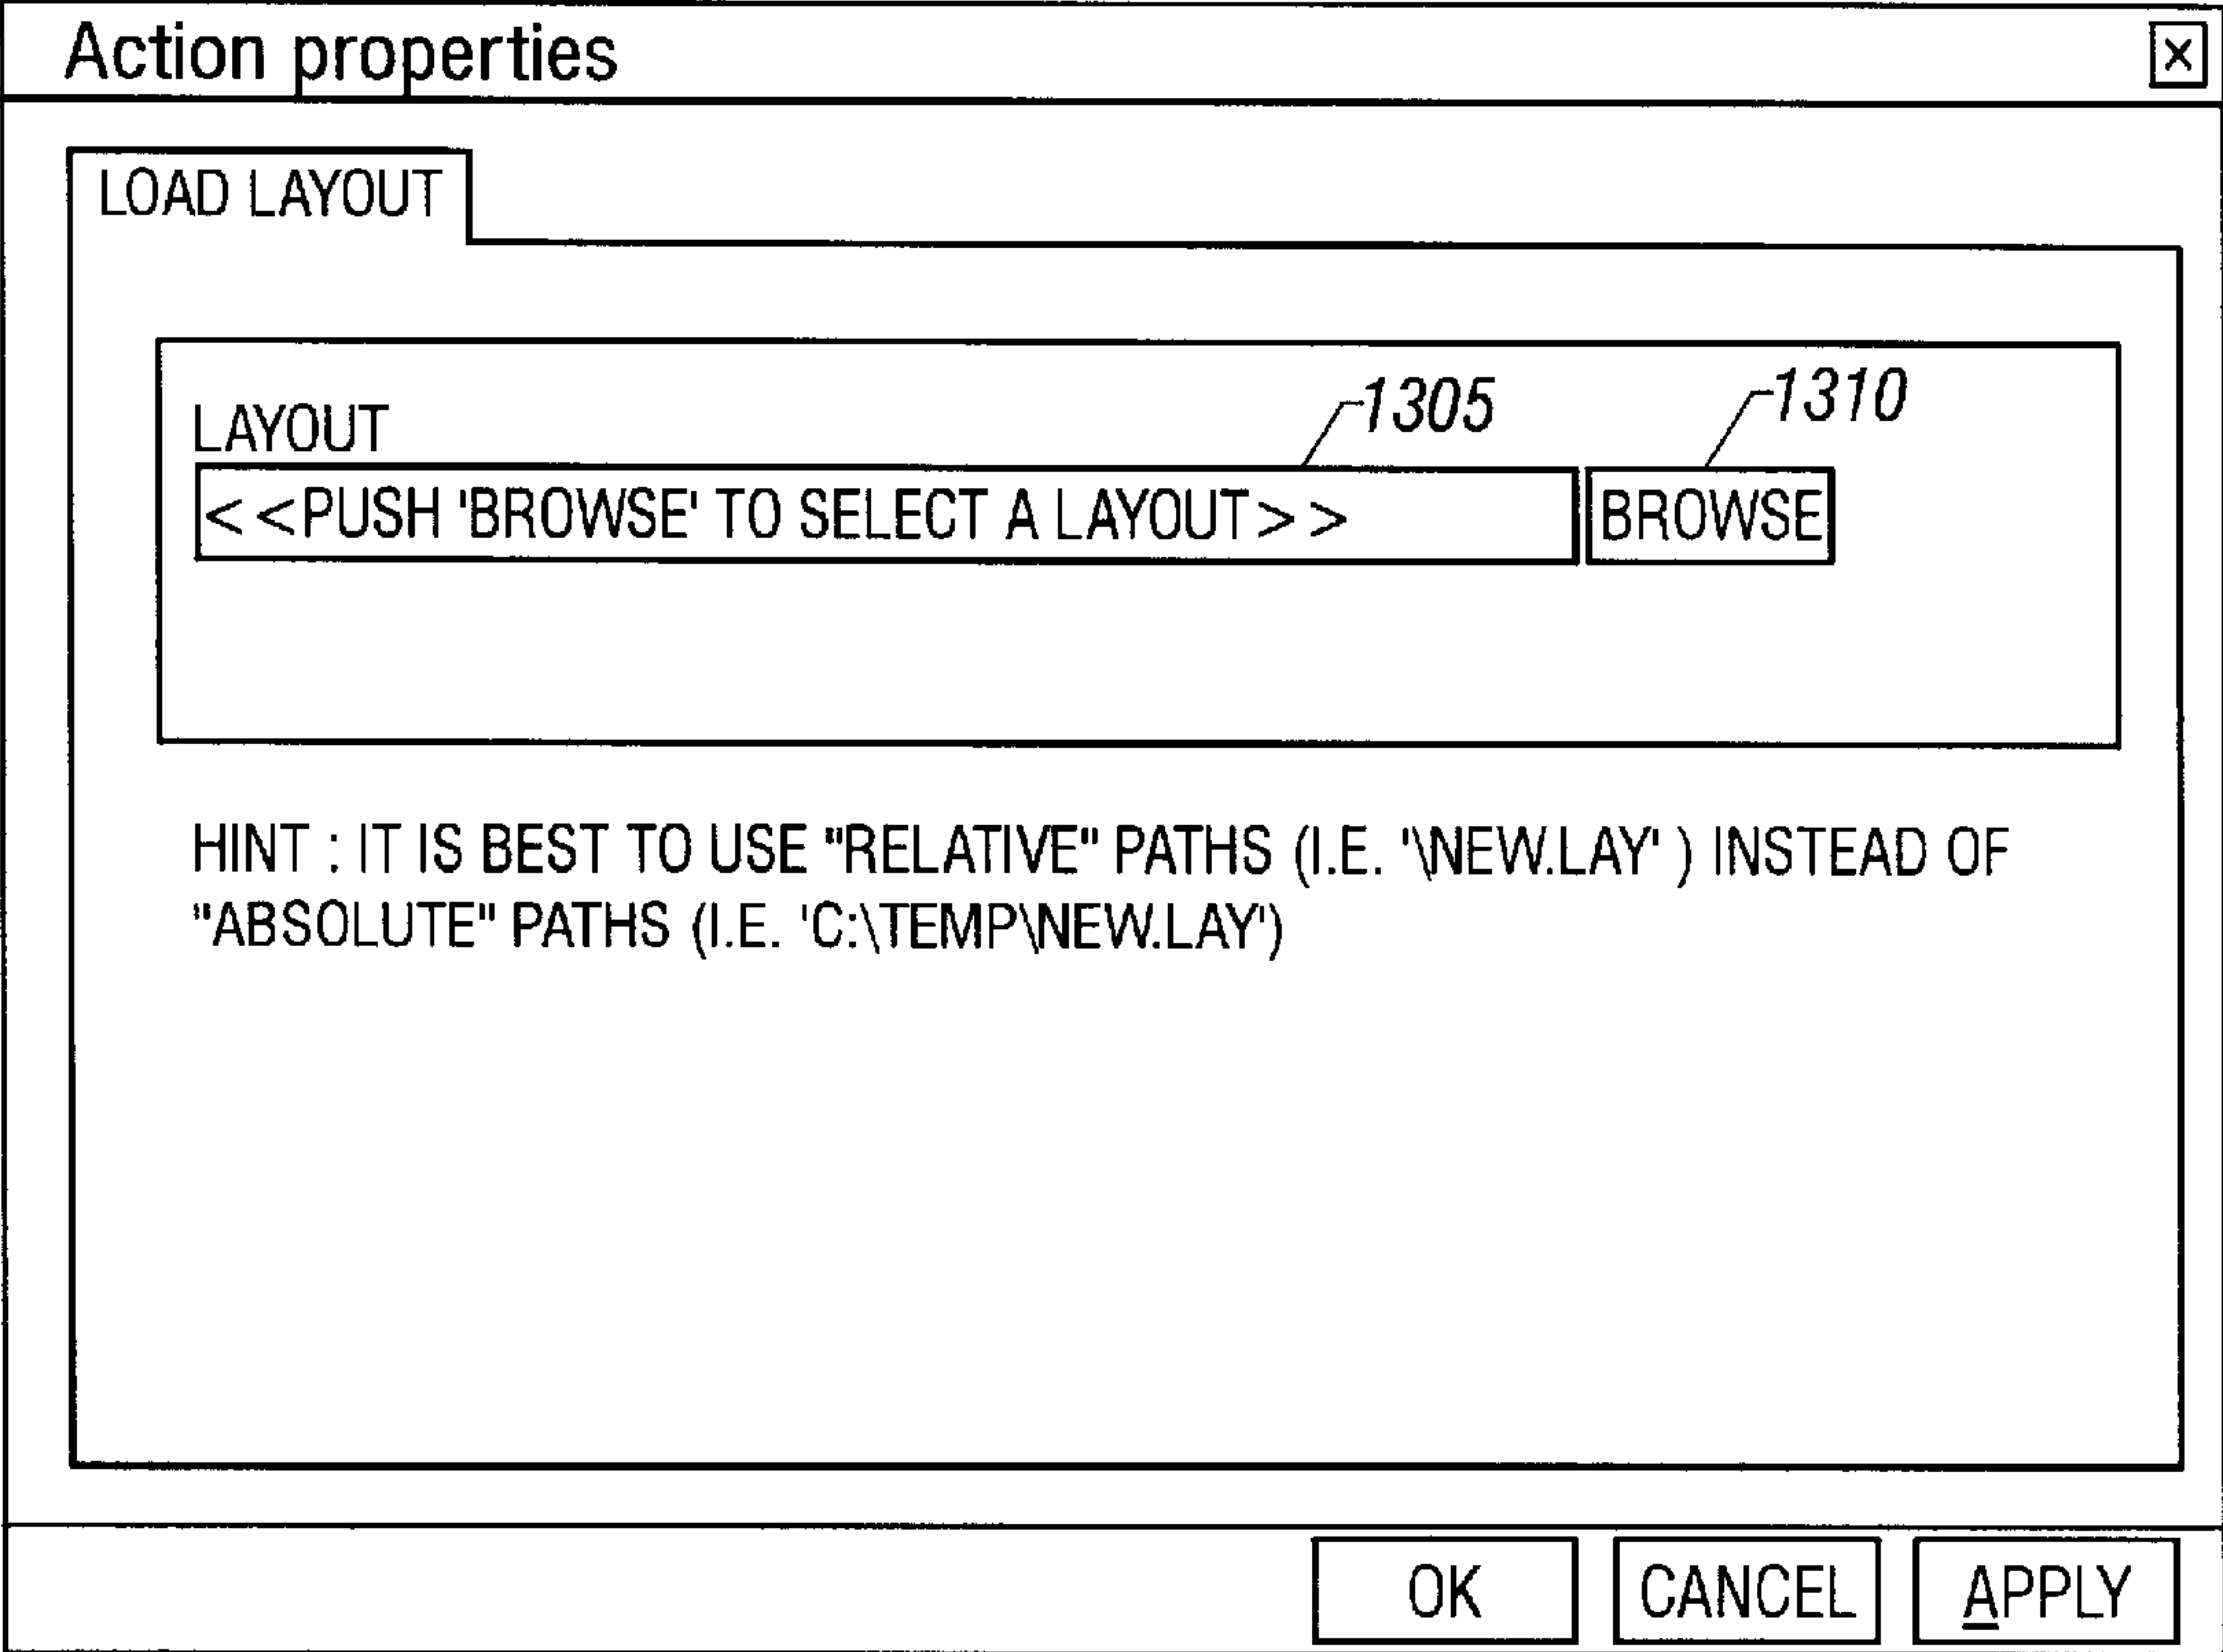 Action properties
X
LOAD LAYOUT
1305
1310
LAYOUT
<<PUSH 'BROWSE' TO SELECT A LAYOUT>>
BROWSE
HINT : IT IS BEST TO USE "RELATIVE" PATHS (I.E. '\NEW.LAY' ) INSTEAD OF
"ABSOLUTE" PATHS (I.E. 'C:\TEMP\NEW.LAY')
OK
CANCEL
APPLY